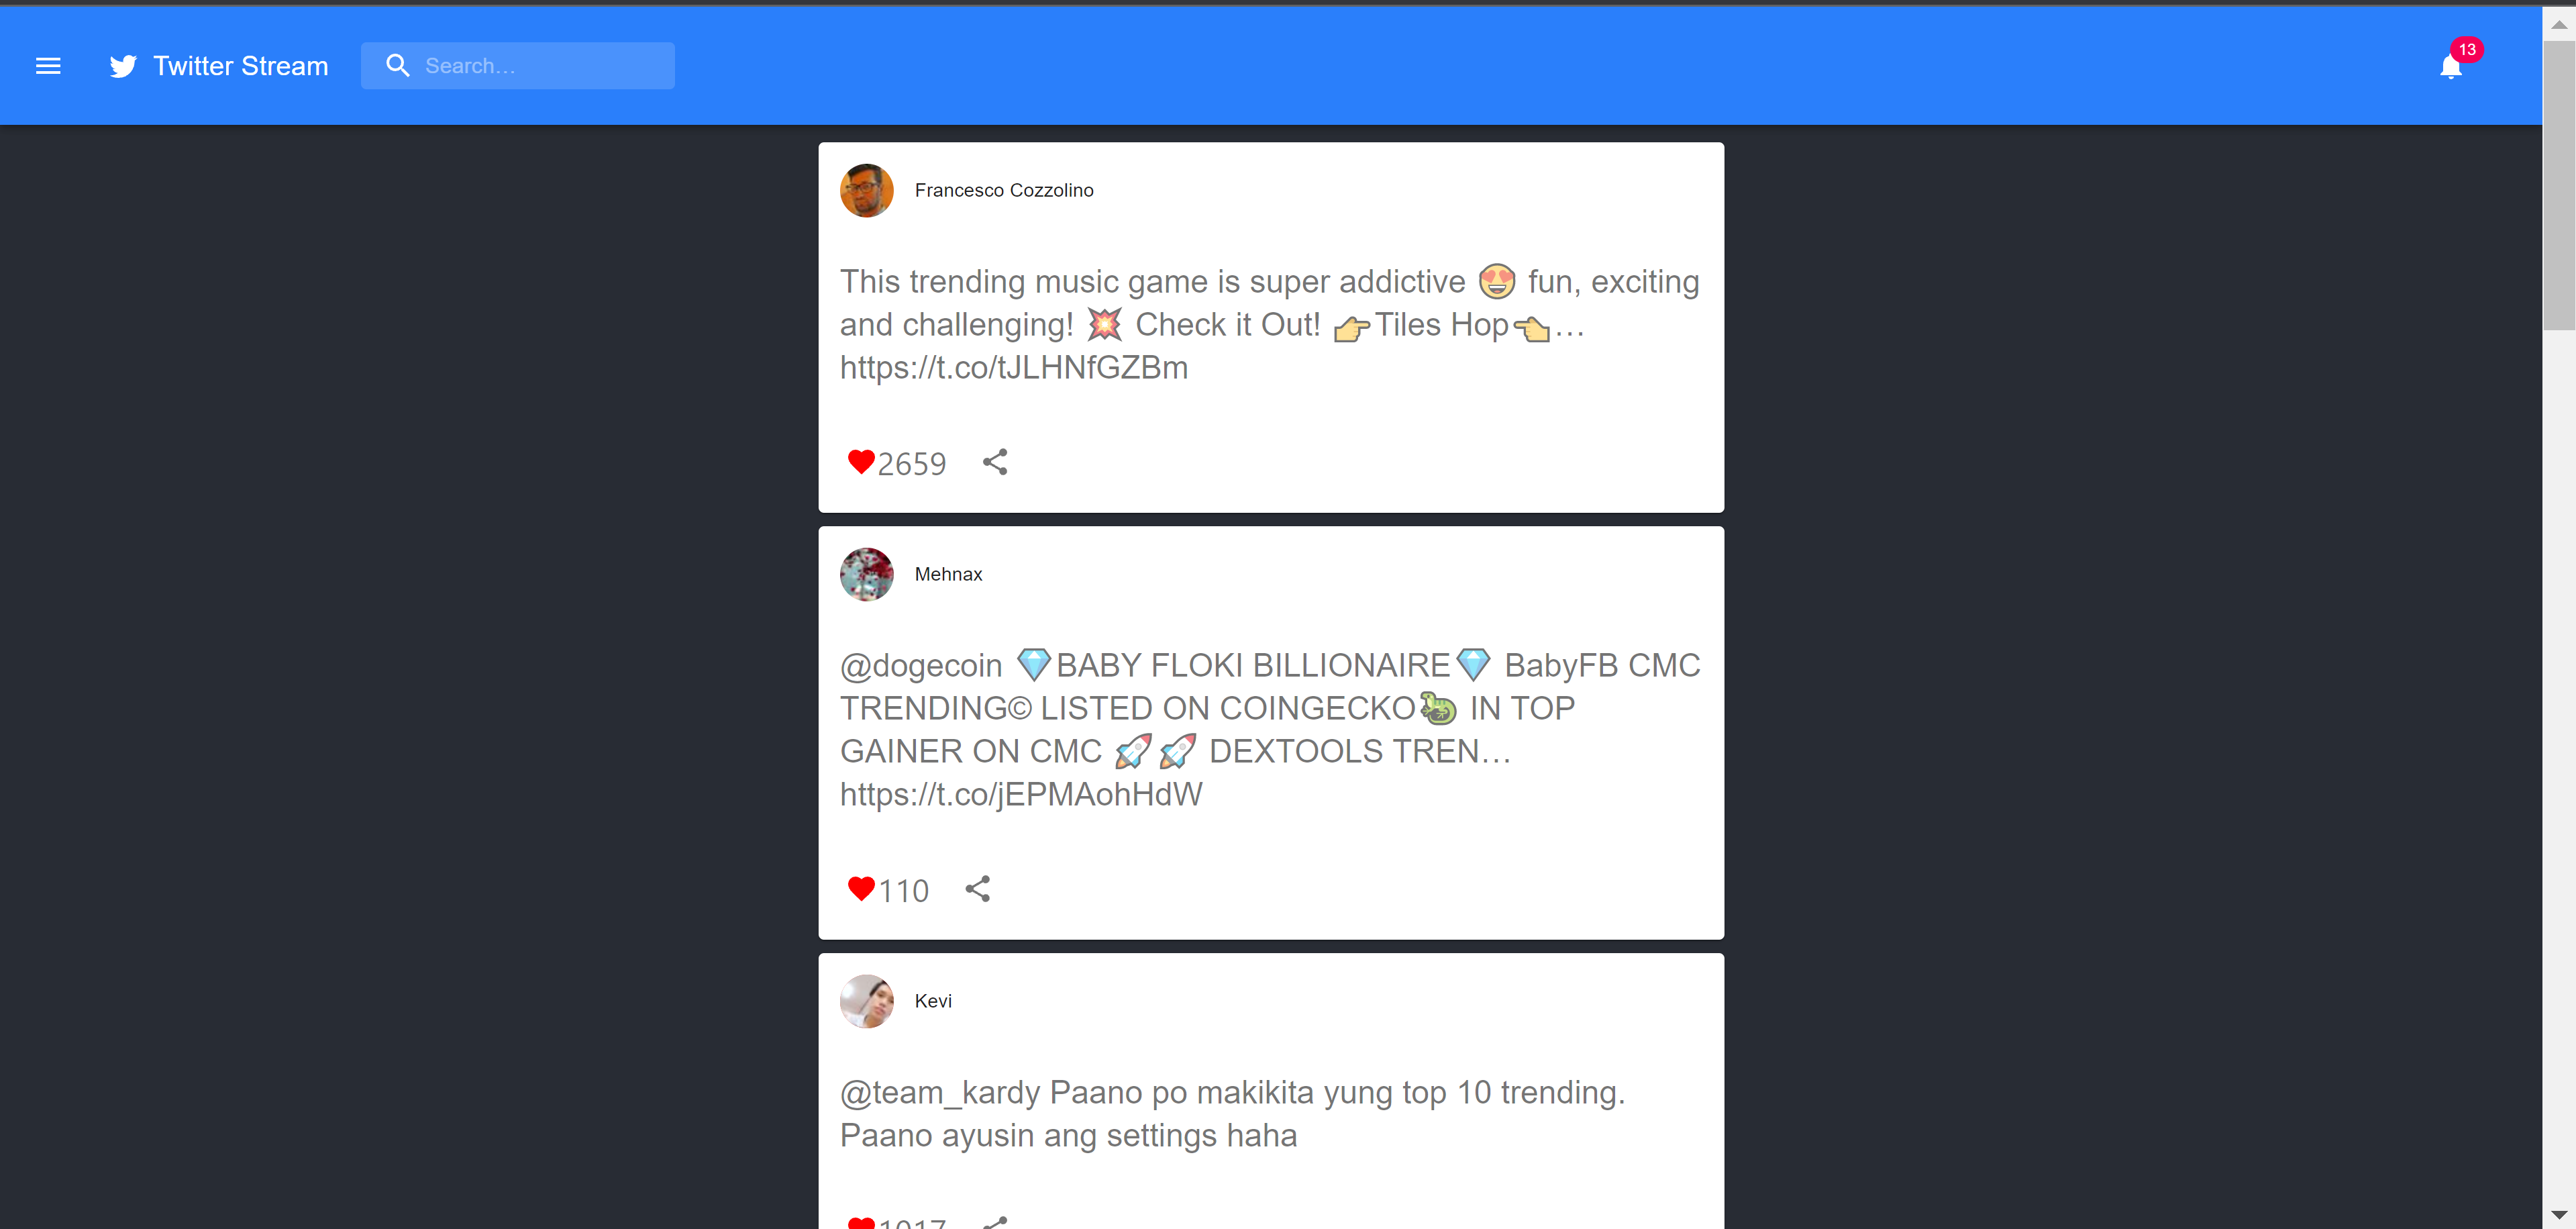 Twitter Stream
Search...
13
Francesco Cozzolino
This trending music game is super addictive 😍 fun, exciting
and challenging! 💥 Check it Out! 👉Tiles Hop👈…
https://t.co/tJLHNfGZBm
2659
Mehnax
@dogecoin 💎BABY FLOKI BILLIONAIRE💎 BabyFB CMC
TRENDING© LISTED ON COINGECKO🦎 IN TOP
GAINER ON CMC 🚀🚀 DEXTOOLS TREN…
https://t.co/jEPMAohHdW
110
Kevi
@team_kardy Paano po makikita yung top 10 trending.
Paano ayusin ang settings haha